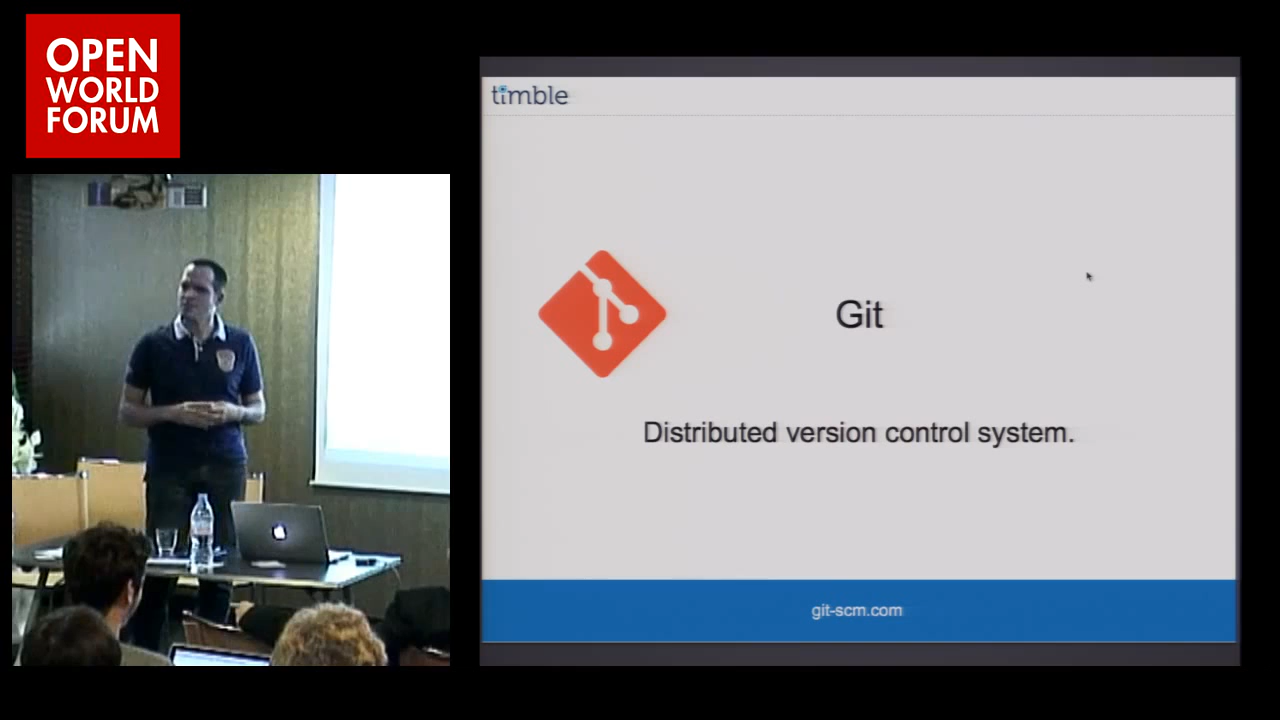 OPEN
WORLD
FORUM
timble
Git
Distributed version control system.
git-scm.com